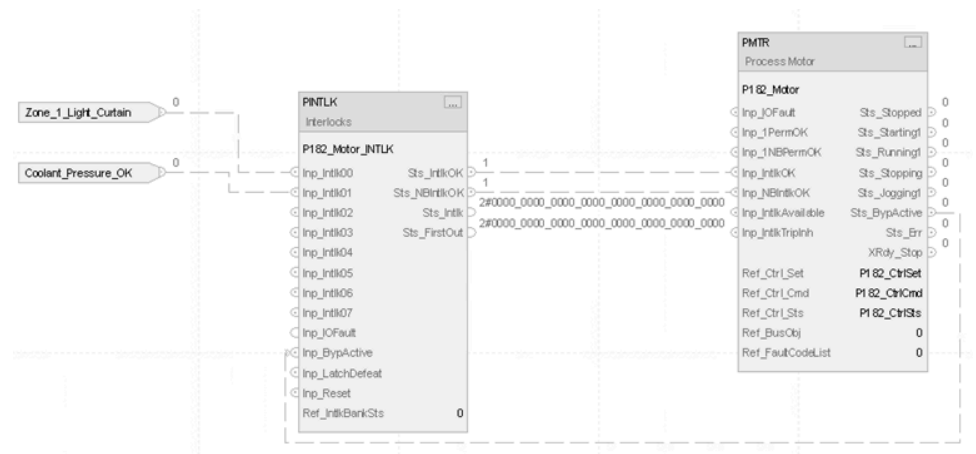 PMTR ...
Process Motor
P182_Motor
Inp_IOFault Sts_Stopped 0
Inp_1PermOK Sts_Starting1 0
Inp_1NBPermOK Sts_Running1 0
Inp_IntlkOK Sts_Stopping 0
Inp_NBIntlkOK Sts_Jogging1 0
Inp_IntlkAvailable Sts_BypActive 0
Inp_IntlkTripInh Sts_Err 0
XRdy_Stop 0
Ref_Ctrl_Set P182_CtrlSet
Ref_Ctrl_Cmd P182_CtrlCmd
Ref_Ctrl_Sts P182_CtrlSts
Ref_BusObj 0
Ref_FaultCodeList 0
PINTLK ...
Interlocks
P182_Motor_INTLK
Zone_1_Light_Curtain 0
Coolant_Pressure_OK 0
Inp_Intlk00 Sts_IntlkOK 1
Inp_Intlk01 Sts_NBIntlkOK 1
Inp_Intlk02 Sts_Intlk 2#0000_0000_0000_0000_0000_0000_0000_0000
Inp_Intlk03 Sts_FirstOut 2#0000_0000_0000_0000_0000_0000_0000_0000
Inp_Intlk04
Inp_Intlk05
Inp_Intlk06
Inp_Intlk07
Inp_IOFault
Inp_BypActive
Inp_LatchDefeat
Inp_Reset
Ref_IntlkBankSts 0